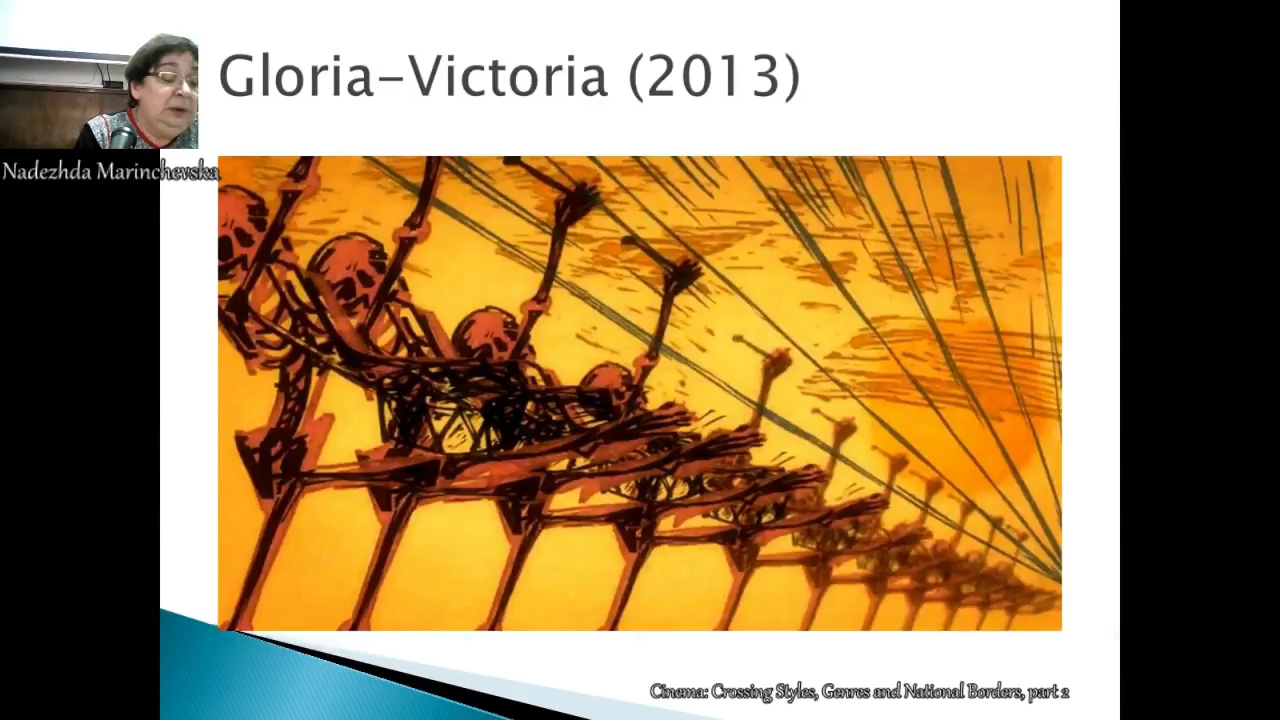 Gloria-Victoria (2013)
Nadezhda Marinchevska
Cinema: Crossing Styles, Genres and National Borders, part 2